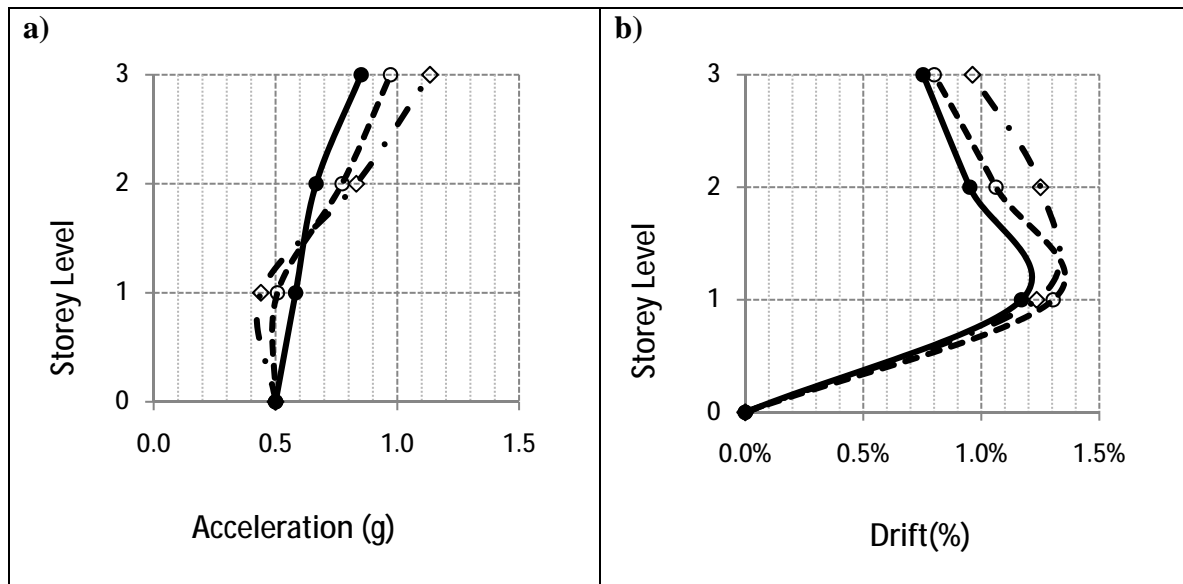 a)
3
2
1
0
0.0 0.5 1.0 1.5
Storey Level
Acceleration (g)
b)
3
2
1
0
0.0% 0.5% 1.0% 1.5%
Storey Level
Drift(%)